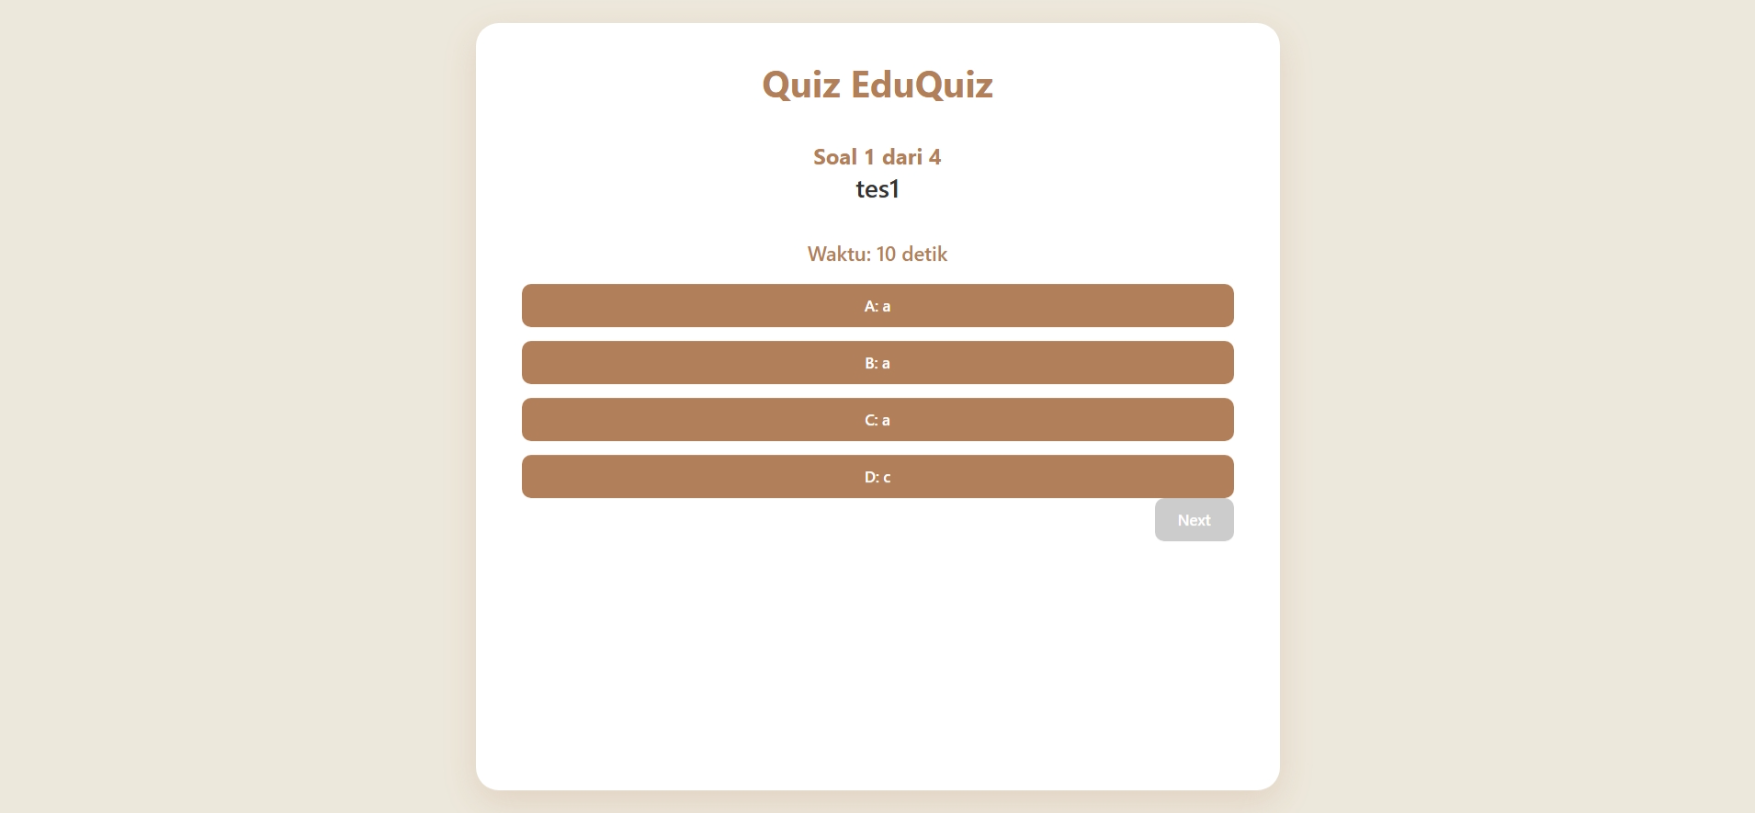 Quiz EduQuiz
Soal 1 dari 4
tes1
Waktu: 10 detik
A: a
B: a
C: a
D: c
Next